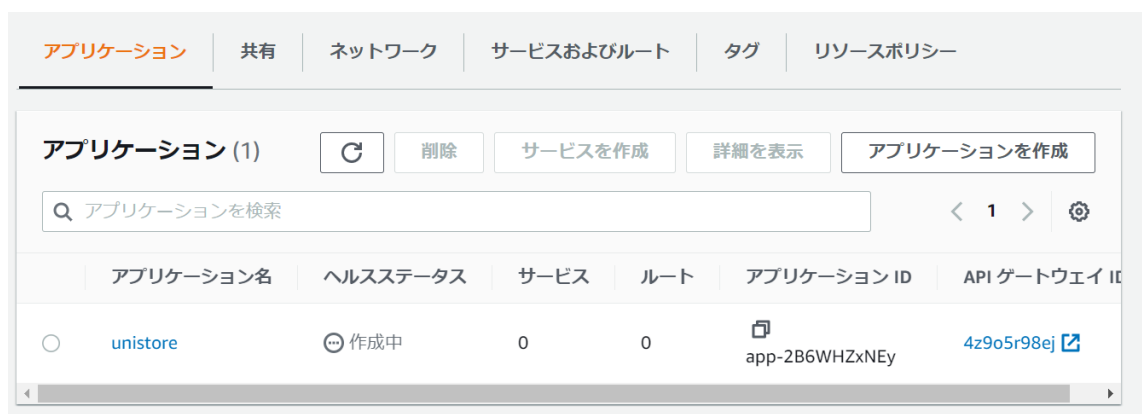 アプリケーション 共有 ネットワーク サービスおよびルート タグ リソースポリシー
アプリケーション (1) 削除 サービスを作成 詳細を表示 アプリケーションを作成
アプリケーションを検索 1
アプリケーション名 ヘルスステータス サービス ルート アプリケーション ID API ゲートウェイ ID
unistore 作成中 0 0 app-2B6WHZxNEy 4z9o5r98ej